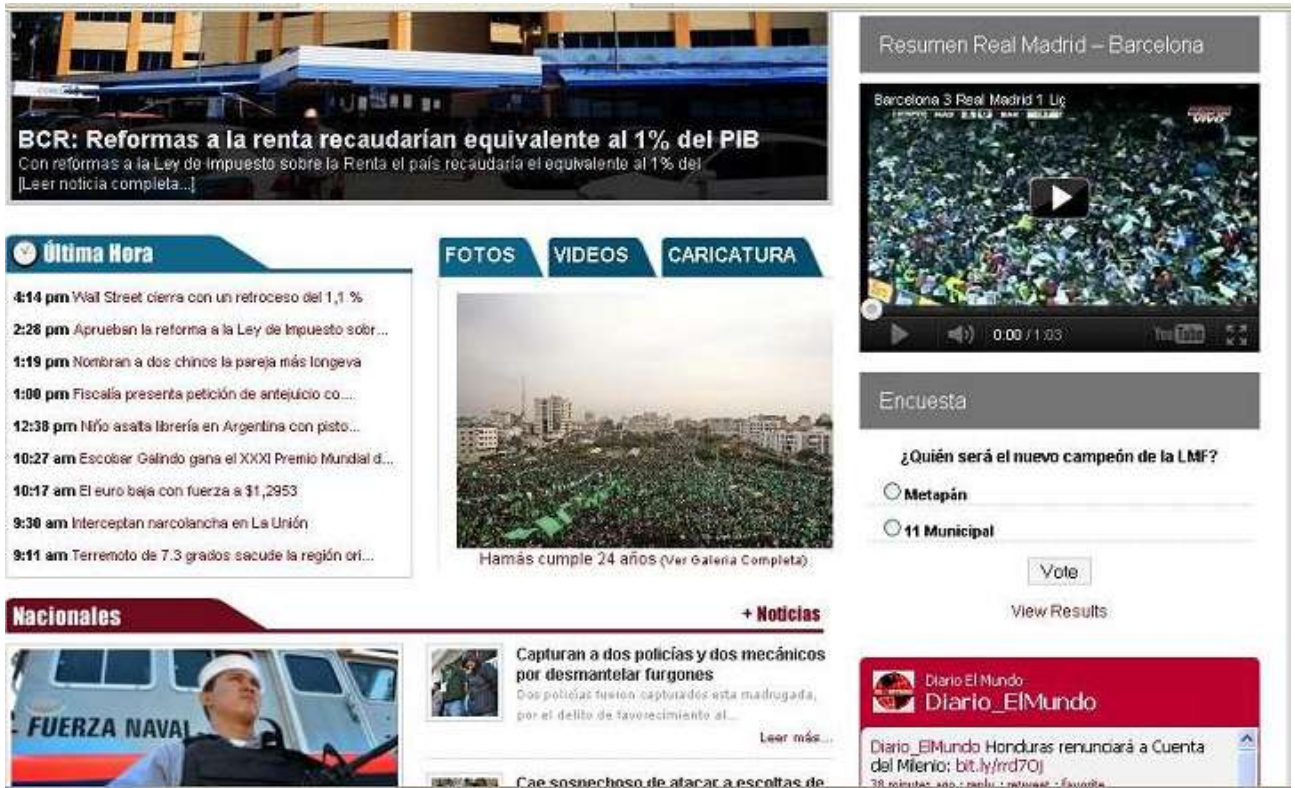 BCR: Reformas a la renta recaudarían equivalente al 1% del PIB
Con reformas a la Ley de Impuesto sobre la Renta el país recaudaría el equivalente al 1% del
[Leer noticia completa...]
Última Hora
4:14 pm Wall Street cierra con un retroceso del 1,1 %
2:28 pm Aprueban la reforma a la Ley de Impuesto sobr...
1:19 pm Nombran a dos chinos la pareja más longeva
1:00 pm Fiscalía presenta petición de antejuicio co...
12:38 pm Niño asalta librería en Argentina con pisto...
10:27 am Escobar Galindo gana el XXXI Premio Mundial d...
10:17 am El euro baja con fuerza a $1,2953
9:30 am Interceptan narcolancha en La Unión
9:11 am Terremoto de 7.3 grados sacude la región ori...
FOTOS VIDEOS CARICATURA
Hamás cumple 24 años (Ver Galeria Completa)
Nacionales
+ Noticias
FUERZA NAVAL
Capturan a dos policías y dos mecánicos
por desmantelar furgones
Dos policías fueron capturados esta madrugada,
por el delito de favorecimiento al...
Leer más...
Cae sospechoso de atacar a escoltas de
Resumen Real Madrid – Barcelona
Barcelona 3 Real Madrid 1 Lig
0:00 / 1:03
YouTube
Encuesta
¿Quién será el nuevo campeón de la LMF?
Metapán
11 Municipal
Vote
View Results
Diario El Mundo
Diario_ElMundo
Diario_ElMundo Honduras renunciará a Cuenta
del Milenio: bit.ly/rrd7Oj
38 minutes ago · reply · retweet · favorite